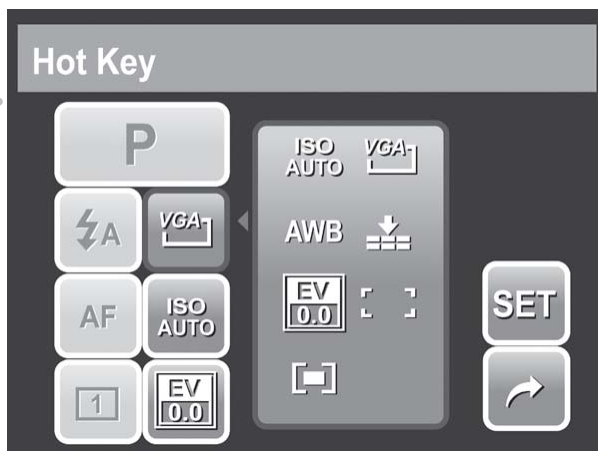 Hot Key
P
ISO
AUTO
VGA
A
VGA
AWB
AF
ISO
AUTO
EV
0.0
SET
1
EV
0.0